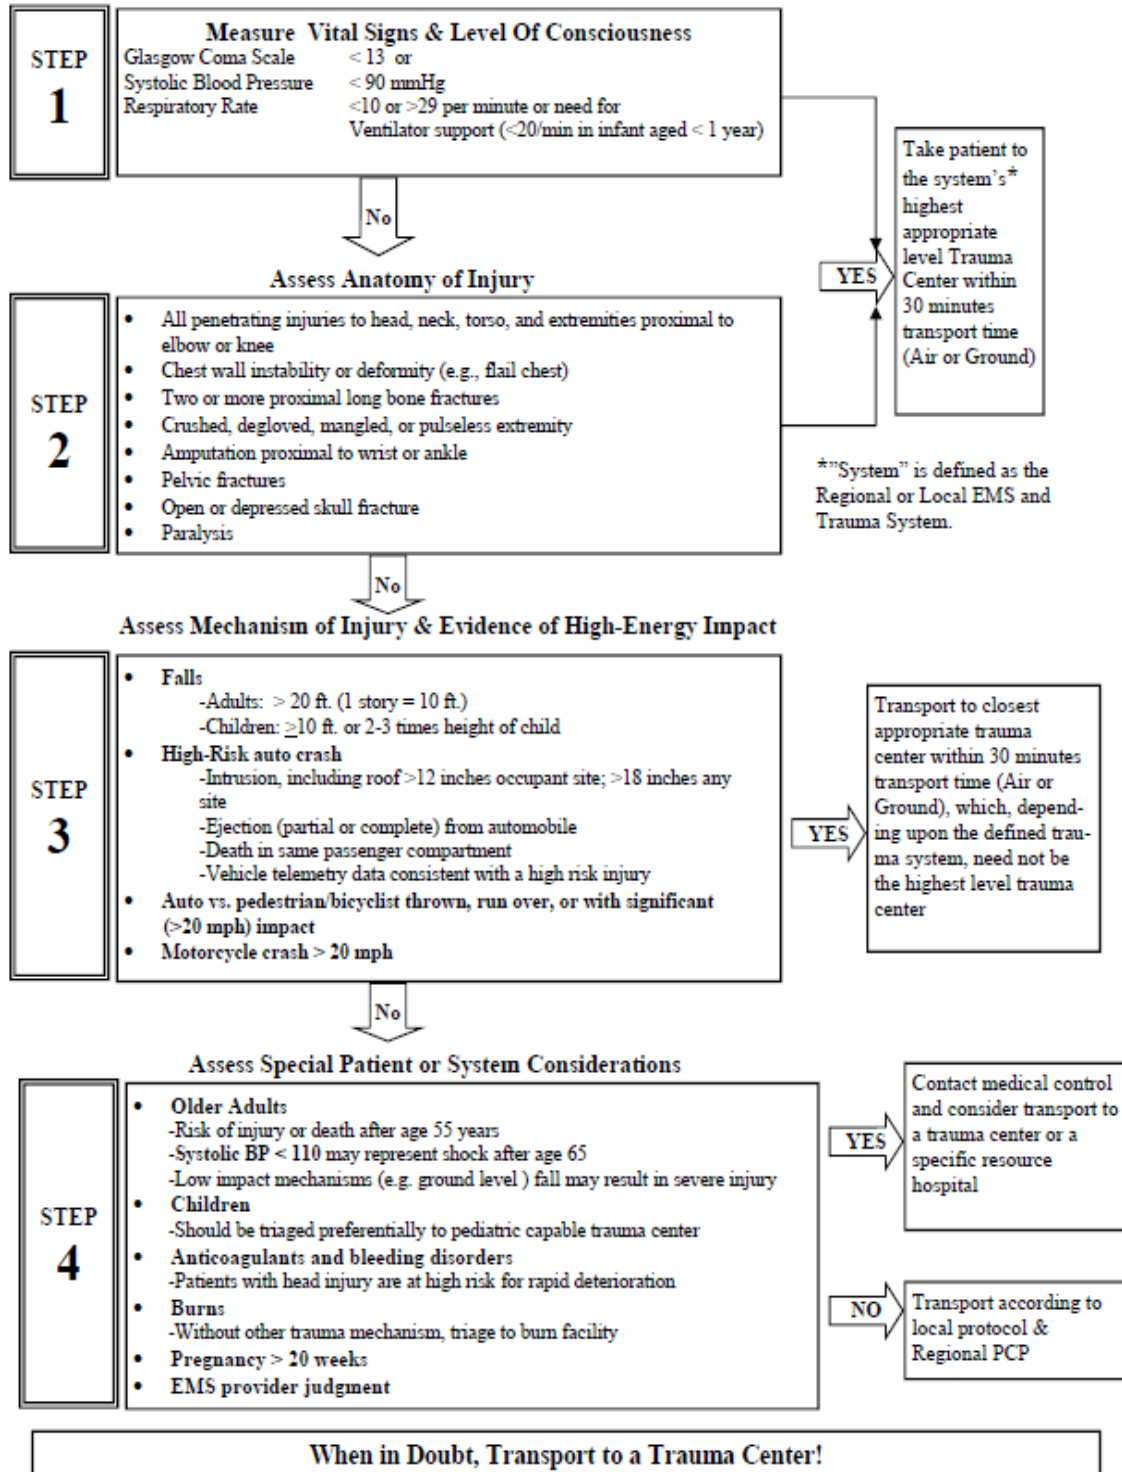 Measure Vital Signs & Level Of Consciousness
STEP
1
Glasgow Coma Scale < 13 or
Systolic Blood Pressure < 90 mmHg
Respiratory Rate <10 or >29 per minute or need for
Ventilator support (<20/min in infant aged < 1 year)
No
YES
Take patient to
the system’s*
highest
appropriate
level Trauma
Center within
30 minutes
transport time
(Air or Ground)
*”System” is defined as the
Regional or Local EMS and
Trauma System.
Assess Anatomy of Injury
STEP
2
• All penetrating injuries to head, neck, torso, and extremities proximal to
elbow or knee
• Chest wall instability or deformity (e.g., flail chest)
• Two or more proximal long bone fractures
• Crushed, degloved, mangled, or pulseless extremity
• Amputation proximal to wrist or ankle
• Pelvic fractures
• Open or depressed skull fracture
• Paralysis
No
Assess Mechanism of Injury & Evidence of High-Energy Impact
STEP
3
• Falls
-Adults: > 20 ft. (1 story = 10 ft.)
-Children: ≥10 ft. or 2-3 times height of child
• High-Risk auto crash
-Intrusion, including roof >12 inches occupant site; >18 inches any
site
-Ejection (partial or complete) from automobile
-Death in same passenger compartment
-Vehicle telemetry data consistent with a high risk injury
• Auto vs. pedestrian/bicyclist thrown, run over, or with significant
(>20 mph) impact
• Motorcycle crash > 20 mph
YES
Transport to closest
appropriate trauma
center within 30 minutes
transport time (Air or
Ground), which, depend-
ing upon the defined trau-
ma system, need not be
the highest level trauma
center
No
Assess Special Patient or System Considerations
STEP
4
• Older Adults
-Risk of injury or death after age 55 years
-Systolic BP < 110 may represent shock after age 65
-Low impact mechanisms (e.g. ground level ) fall may result in severe injury
• Children
-Should be triaged preferentially to pediatric capable trauma center
• Anticoagulants and bleeding disorders
-Patients with head injury are at high risk for rapid deterioration
• Burns
-Without other trauma mechanism, triage to burn facility
• Pregnancy > 20 weeks
• EMS provider judgment
YES
Contact medical control
and consider transport to
a trauma center or a
specific resource
hospital
NO
Transport according to
local protocol &
Regional PCP
When in Doubt, Transport to a Trauma Center!